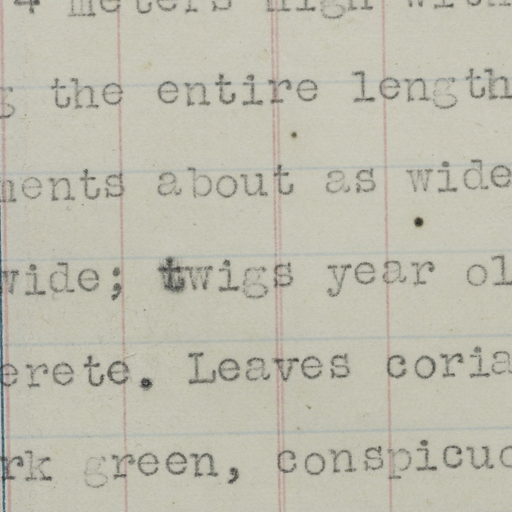 4 meters high with
g the entire length
ments about as wide
wide; twigs year ol
erete. Leaves coria
rk green, conspicuo